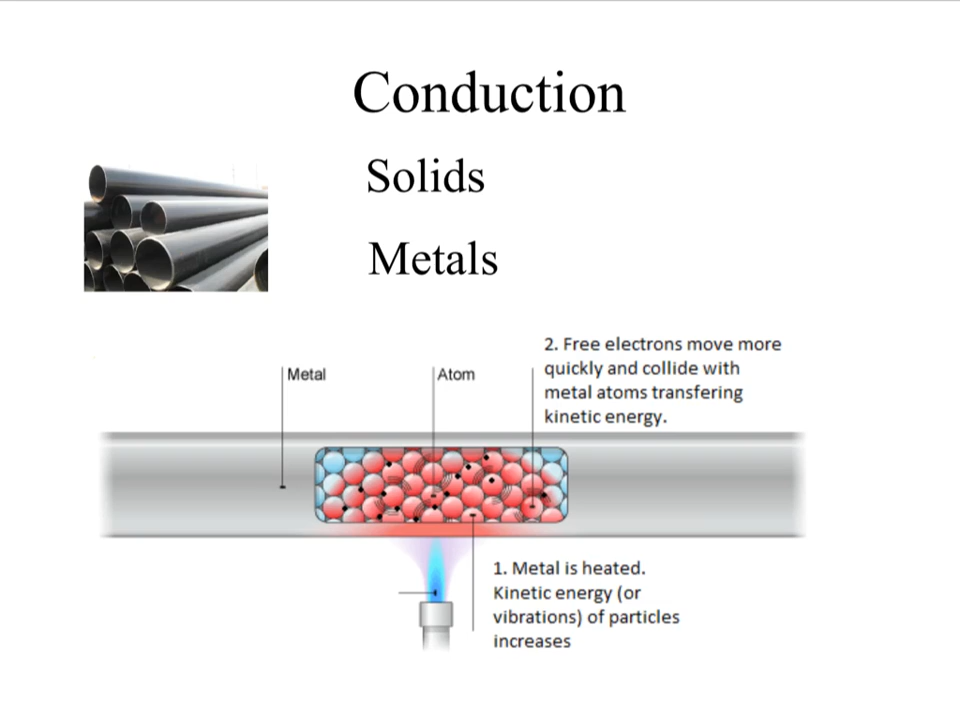 Conduction
Solids
Metals
2. Free electrons move more
quickly and collide with
metal atoms transfering
kinetic energy.
Metal
Atom
1. Metal is heated.
Kinetic energy (or
vibrations) of particles
increases